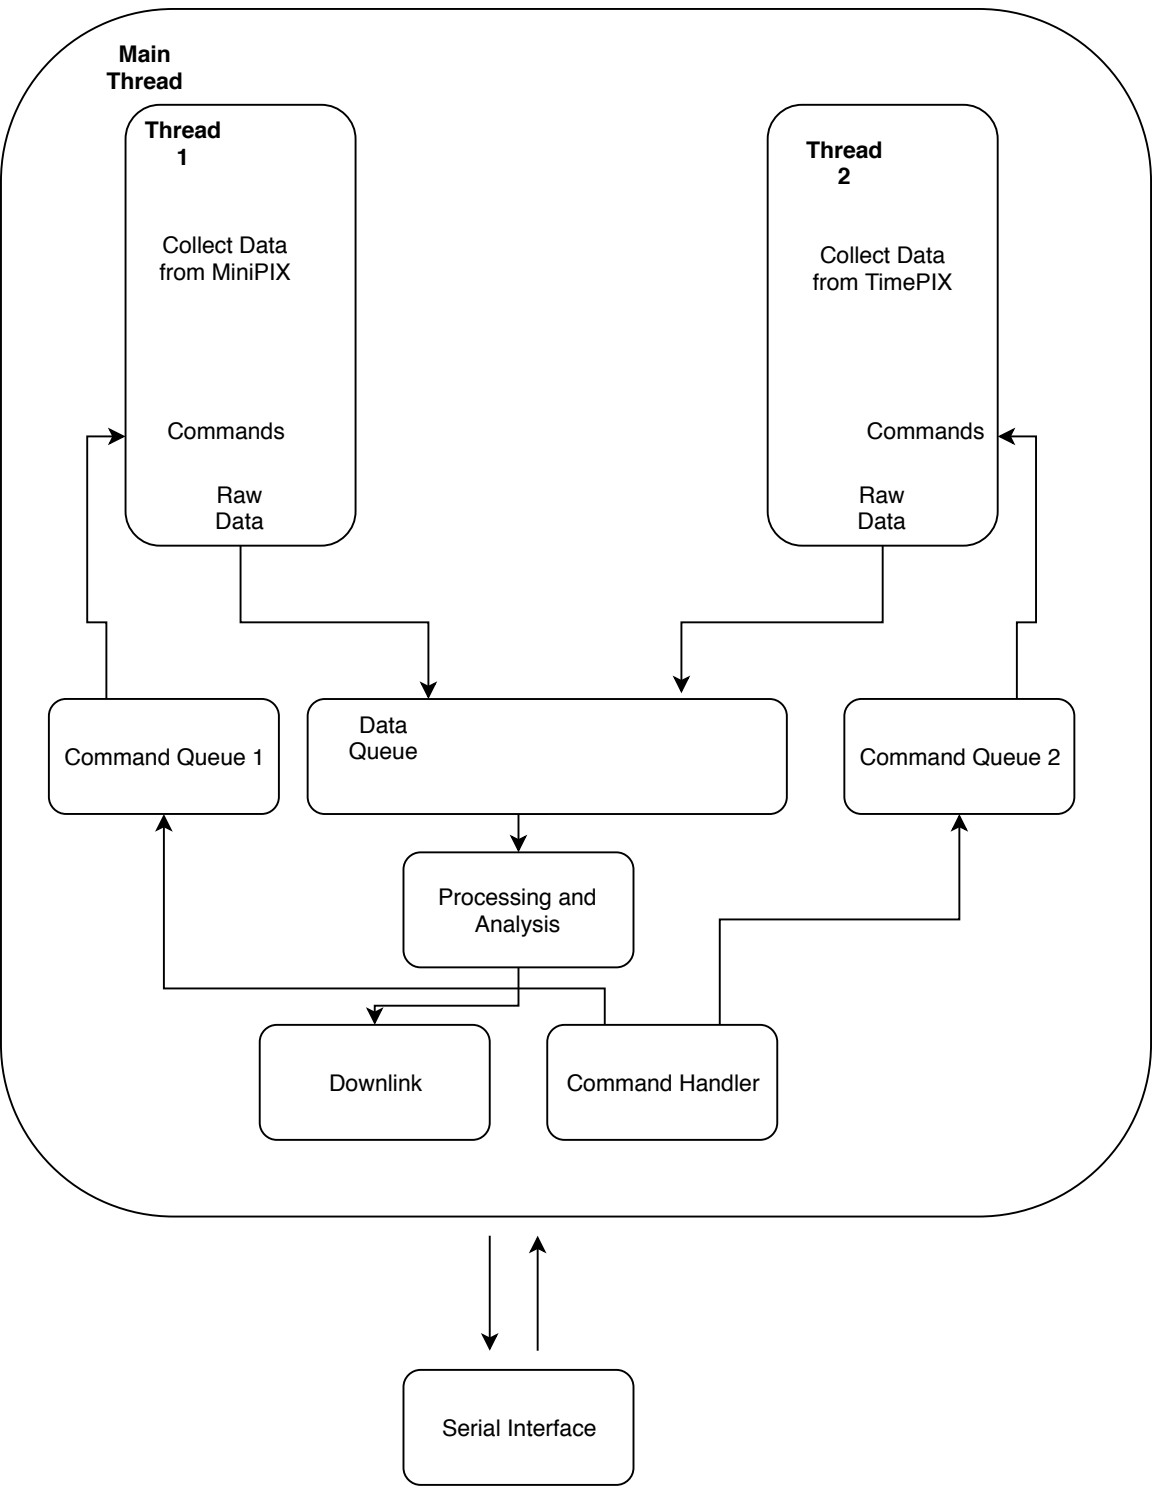 Main
Thread
Thread
1
Collect Data
from MiniPIX
Commands
Raw
Data
Thread
2
Collect Data
from TimePIX
Commands
Raw
Data
Command Queue 1
Data
Queue
Command Queue 2
Processing and
Analysis
Downlink
Command Handler
Serial Interface